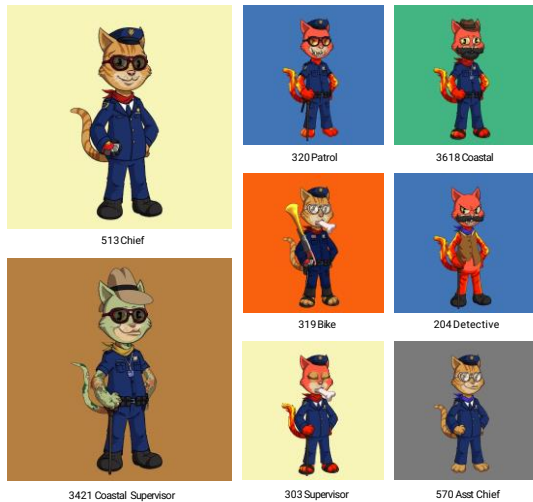 513 Chief
320 Patrol
3618 Coastal
319 Bike
204 Detective
3421 Coastal Supervisor
303 Supervisor
570 Asst Chief